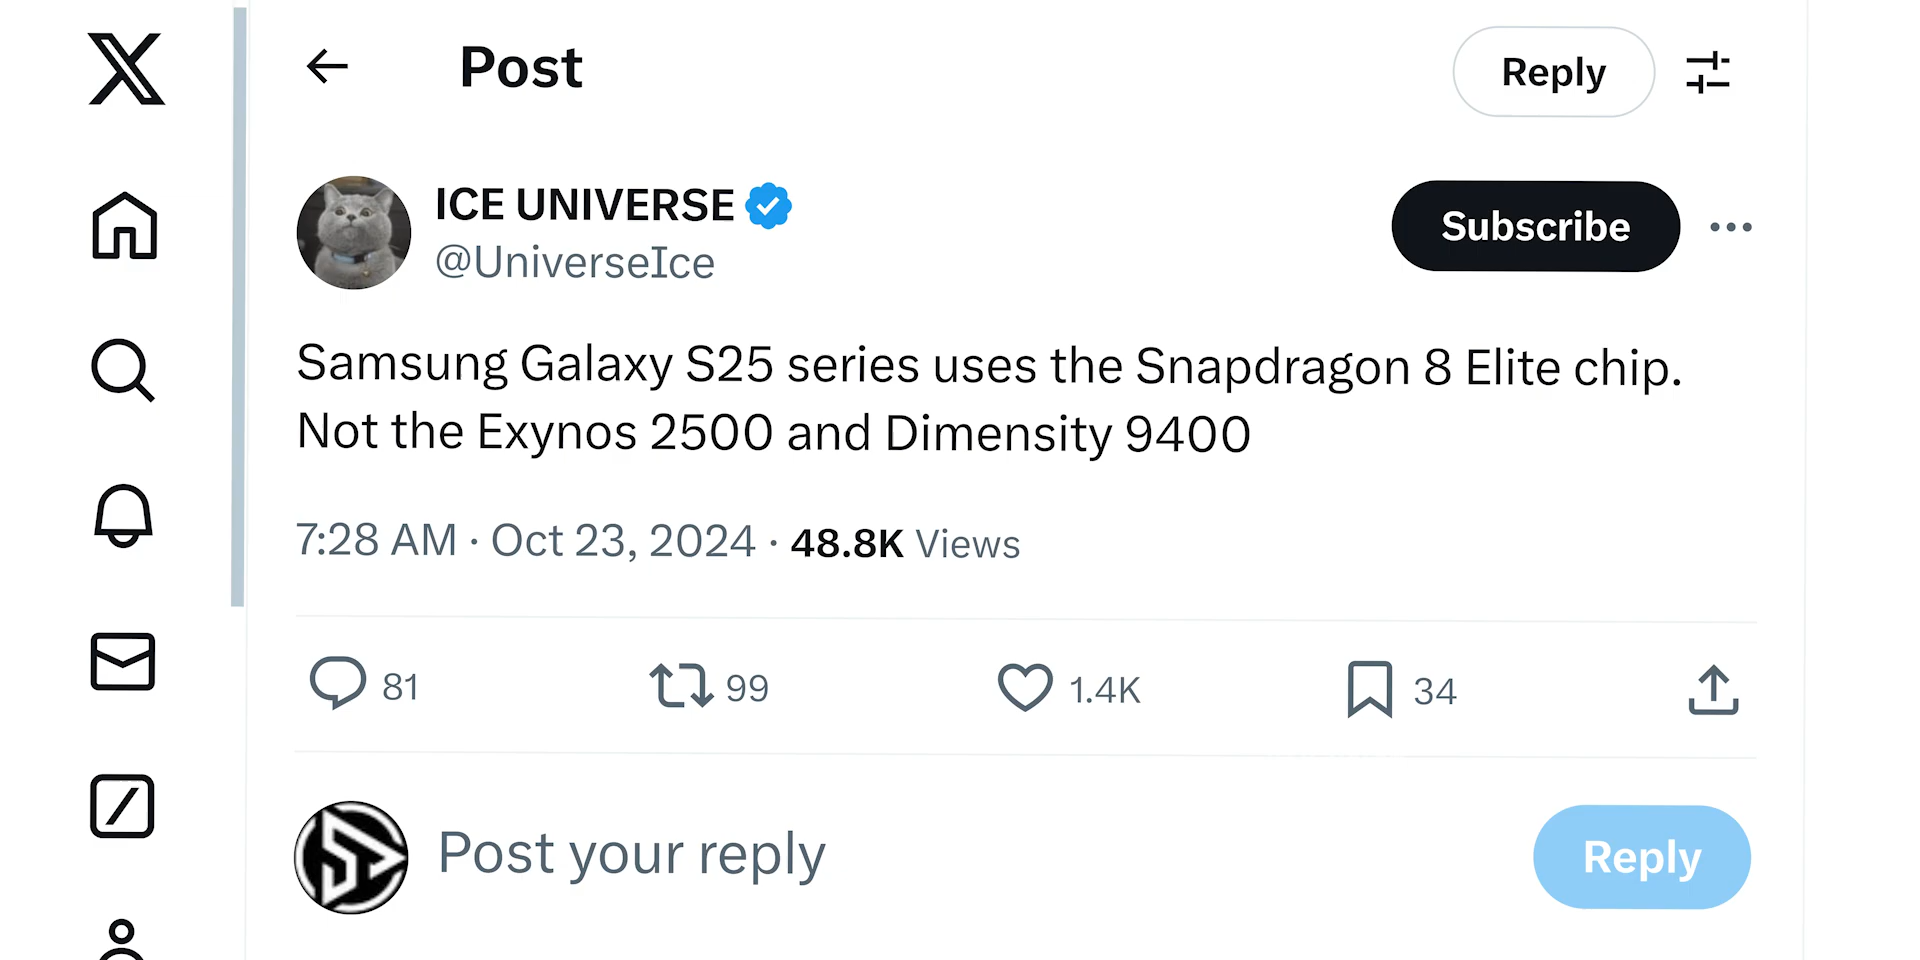 Post
Reply
ICE UNIVERSE
@UniverseIce
Subscribe
Samsung Galaxy S25 series uses the Snapdragon 8 Elite chip.
Not the Exynos 2500 and Dimensity 9400
7:28 AM · Oct 23, 2024 · 48.8K Views
81 99 1.4K 34
Post your reply
Reply